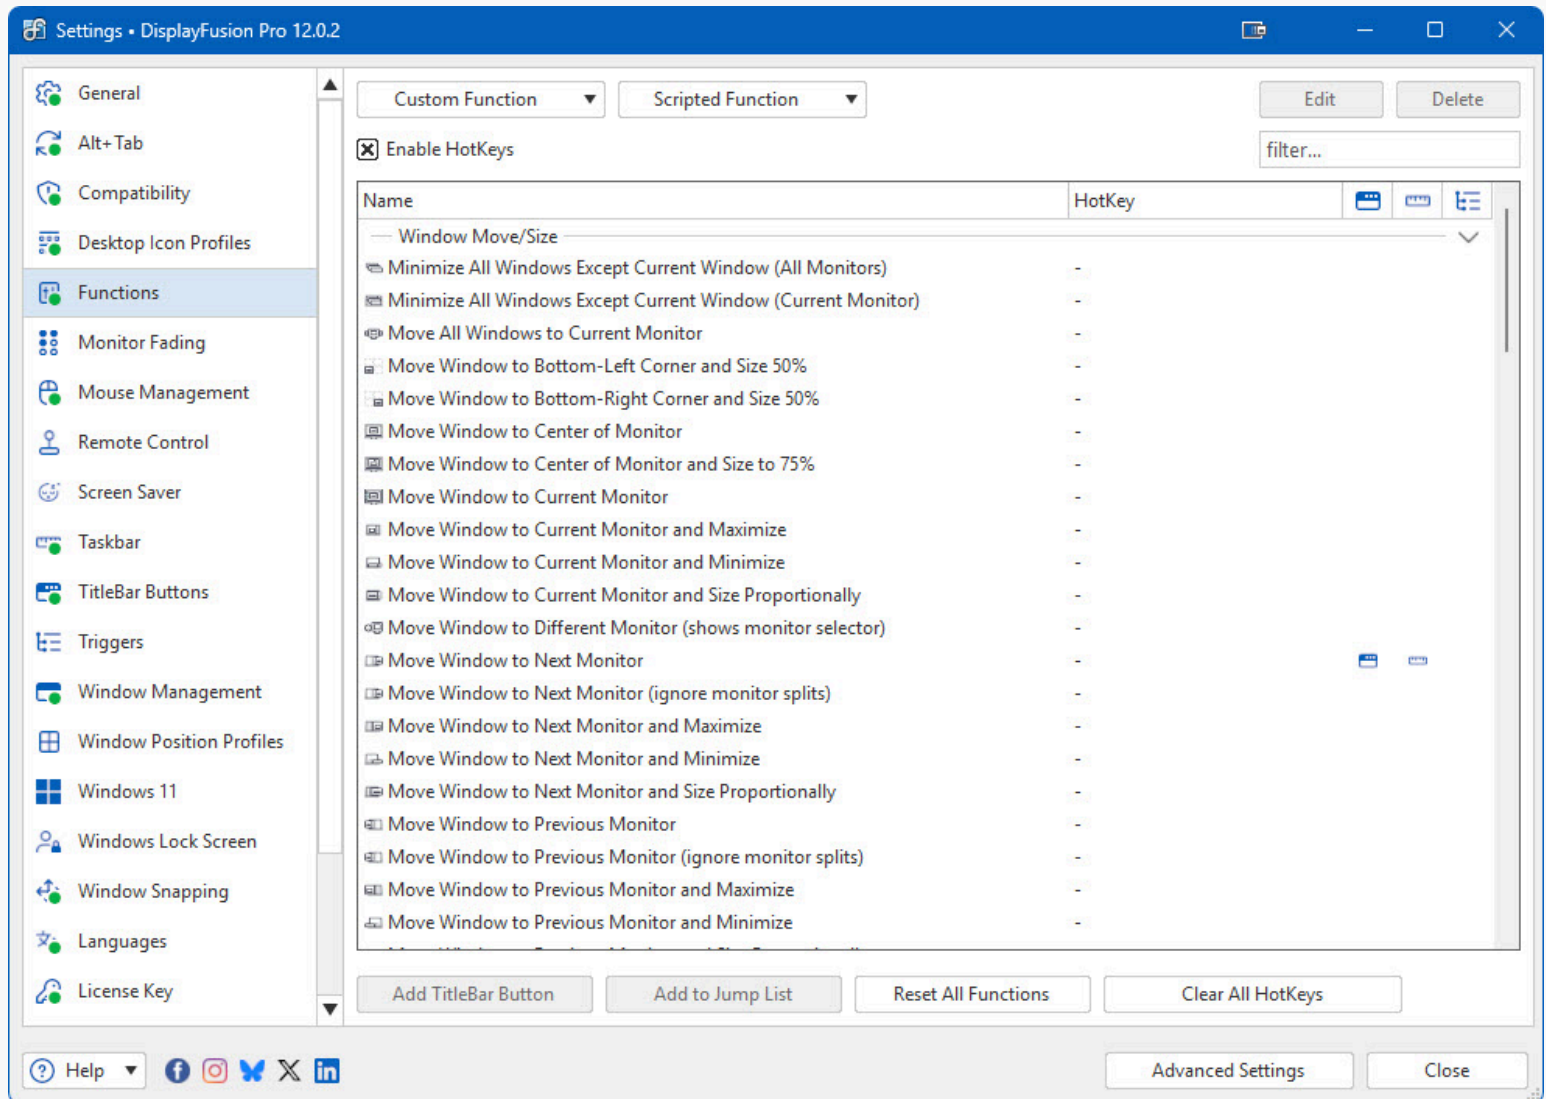 Settings • DisplayFusion Pro 12.0.2
General
Alt+Tab
Compatibility
Desktop Icon Profiles
Functions
Monitor Fading
Mouse Management
Remote Control
Screen Saver
Taskbar
TitleBar Buttons
Triggers
Window Management
Window Position Profiles
Windows 11
Windows Lock Screen
Window Snapping
Languages
License Key
Custom Function Scripted Function Edit Delete
Enable HotKeys filter...
Name HotKey
Window Move/Size
Minimize All Windows Except Current Window (All Monitors) -
Minimize All Windows Except Current Window (Current Monitor) -
Move All Windows to Current Monitor -
Move Window to Bottom-Left Corner and Size 50% -
Move Window to Bottom-Right Corner and Size 50% -
Move Window to Center of Monitor -
Move Window to Center of Monitor and Size to 75% -
Move Window to Current Monitor -
Move Window to Current Monitor and Maximize -
Move Window to Current Monitor and Minimize -
Move Window to Current Monitor and Size Proportionally -
Move Window to Different Monitor (shows monitor selector) -
Move Window to Next Monitor -
Move Window to Next Monitor (ignore monitor splits) -
Move Window to Next Monitor and Maximize -
Move Window to Next Monitor and Minimize -
Move Window to Next Monitor and Size Proportionally -
Move Window to Previous Monitor -
Move Window to Previous Monitor (ignore monitor splits) -
Move Window to Previous Monitor and Maximize -
Move Window to Previous Monitor and Minimize -
Add TitleBar Button Add to Jump List Reset All Functions Clear All HotKeys
Help Advanced Settings Close